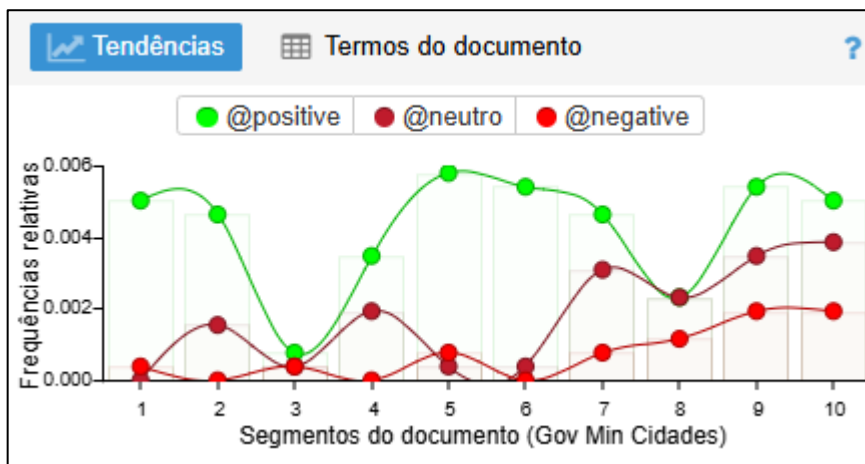 Tendências Termos do documento ?
@positive @neutro @negative
Frequências relativas
0.006
0.004
0.002
0.000
1 2 3 4 5 6 7 8 9 10
Segmentos do documento (Gov Min Cidades)